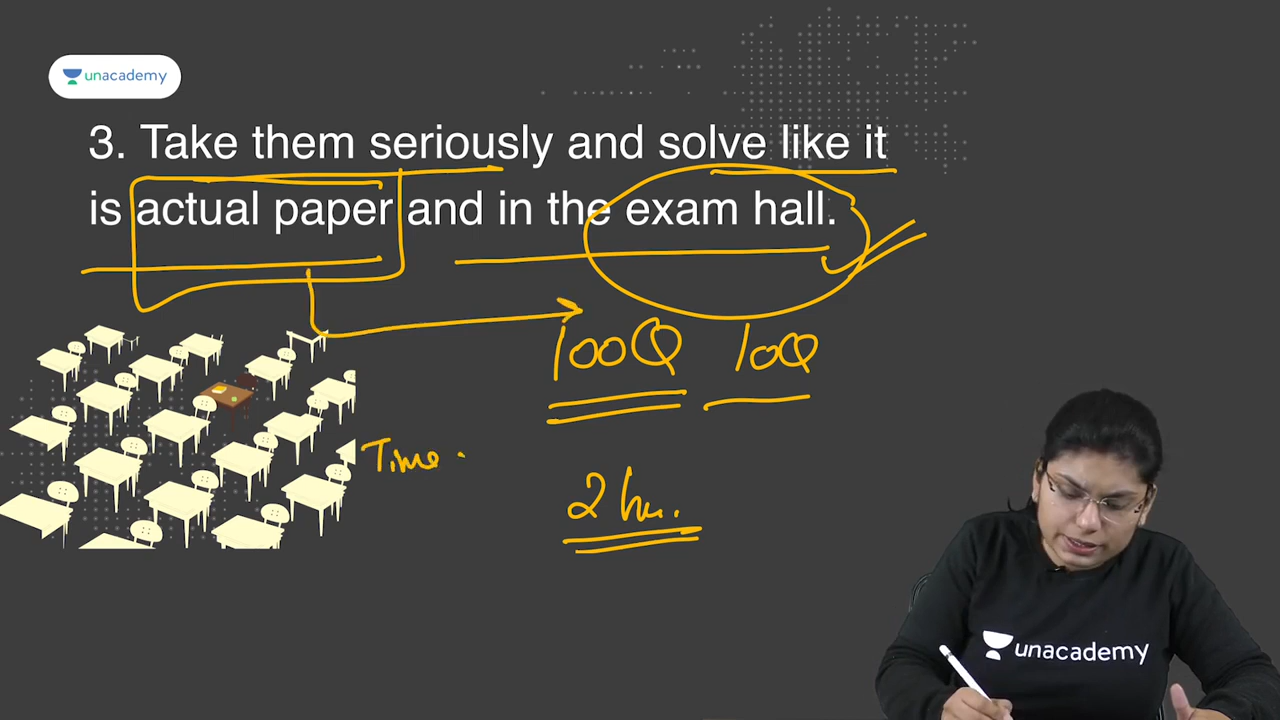 unacademy
3. Take them seriously and solve like it
is actual paper and in the exam hall.
100Q 10Q
Time.
2 hr.
unacademy